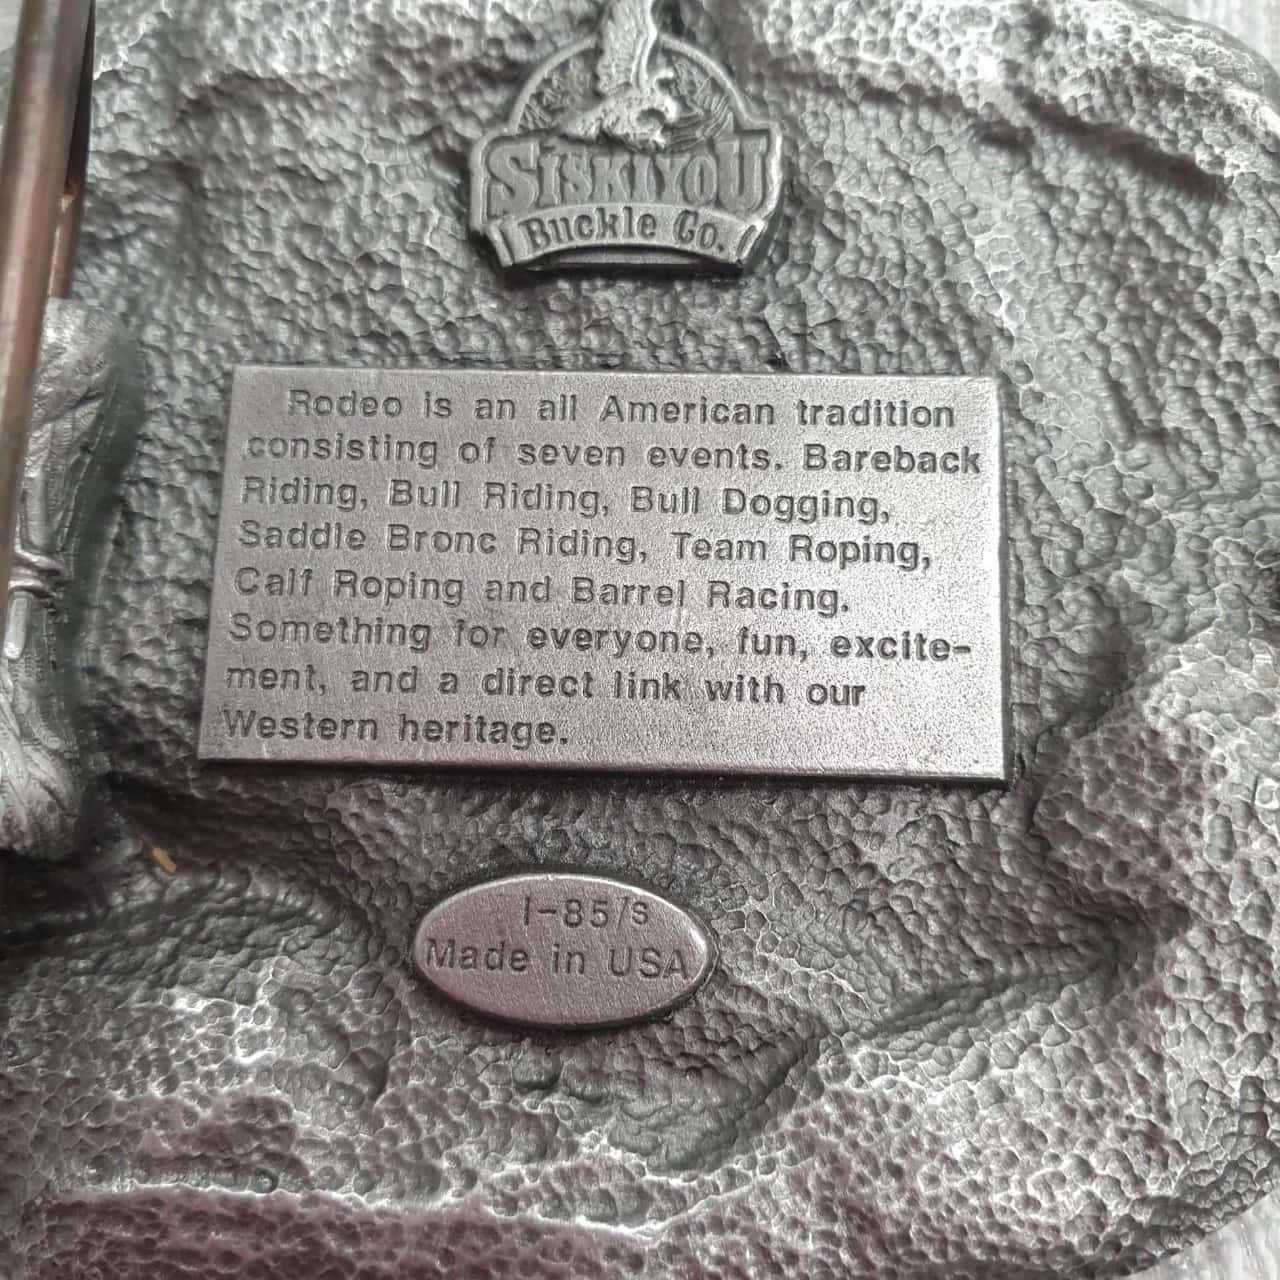 SISKIYOU
Buckle Co.
Rodeo is an all American tradition
consisting of seven events. Bareback
Riding, Bull Riding, Bull Dogging,
Saddle Bronc Riding, Team Roping,
Calf Roping and Barrel Racing.
Something for everyone, fun, excite-
ment, and a direct link with our
Western heritage.
I-85/S
Made in USA